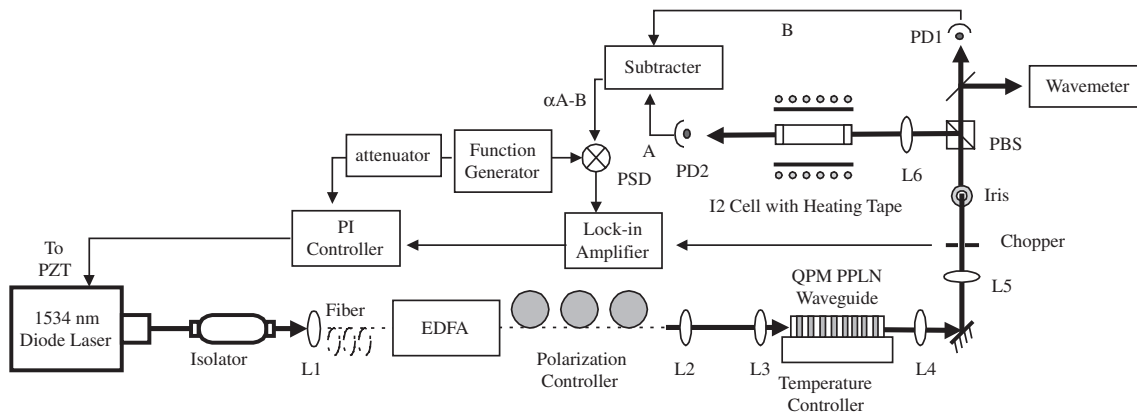 B
PD1
Subtracter
Wavemeter
αA-B
A
PD2
PBS
attenuator
Function
Generator
PSD
L6
I2 Cell with Heating Tape
Iris
PI
Controller
Lock-in
Amplifier
Chopper
To
PZT
L5
QPM PPLN
Waveguide
1534 nm
Diode Laser
Isolator
L1
Fiber
EDFA
Polarization
Controller
L2
L3
Temperature
Controller
L4